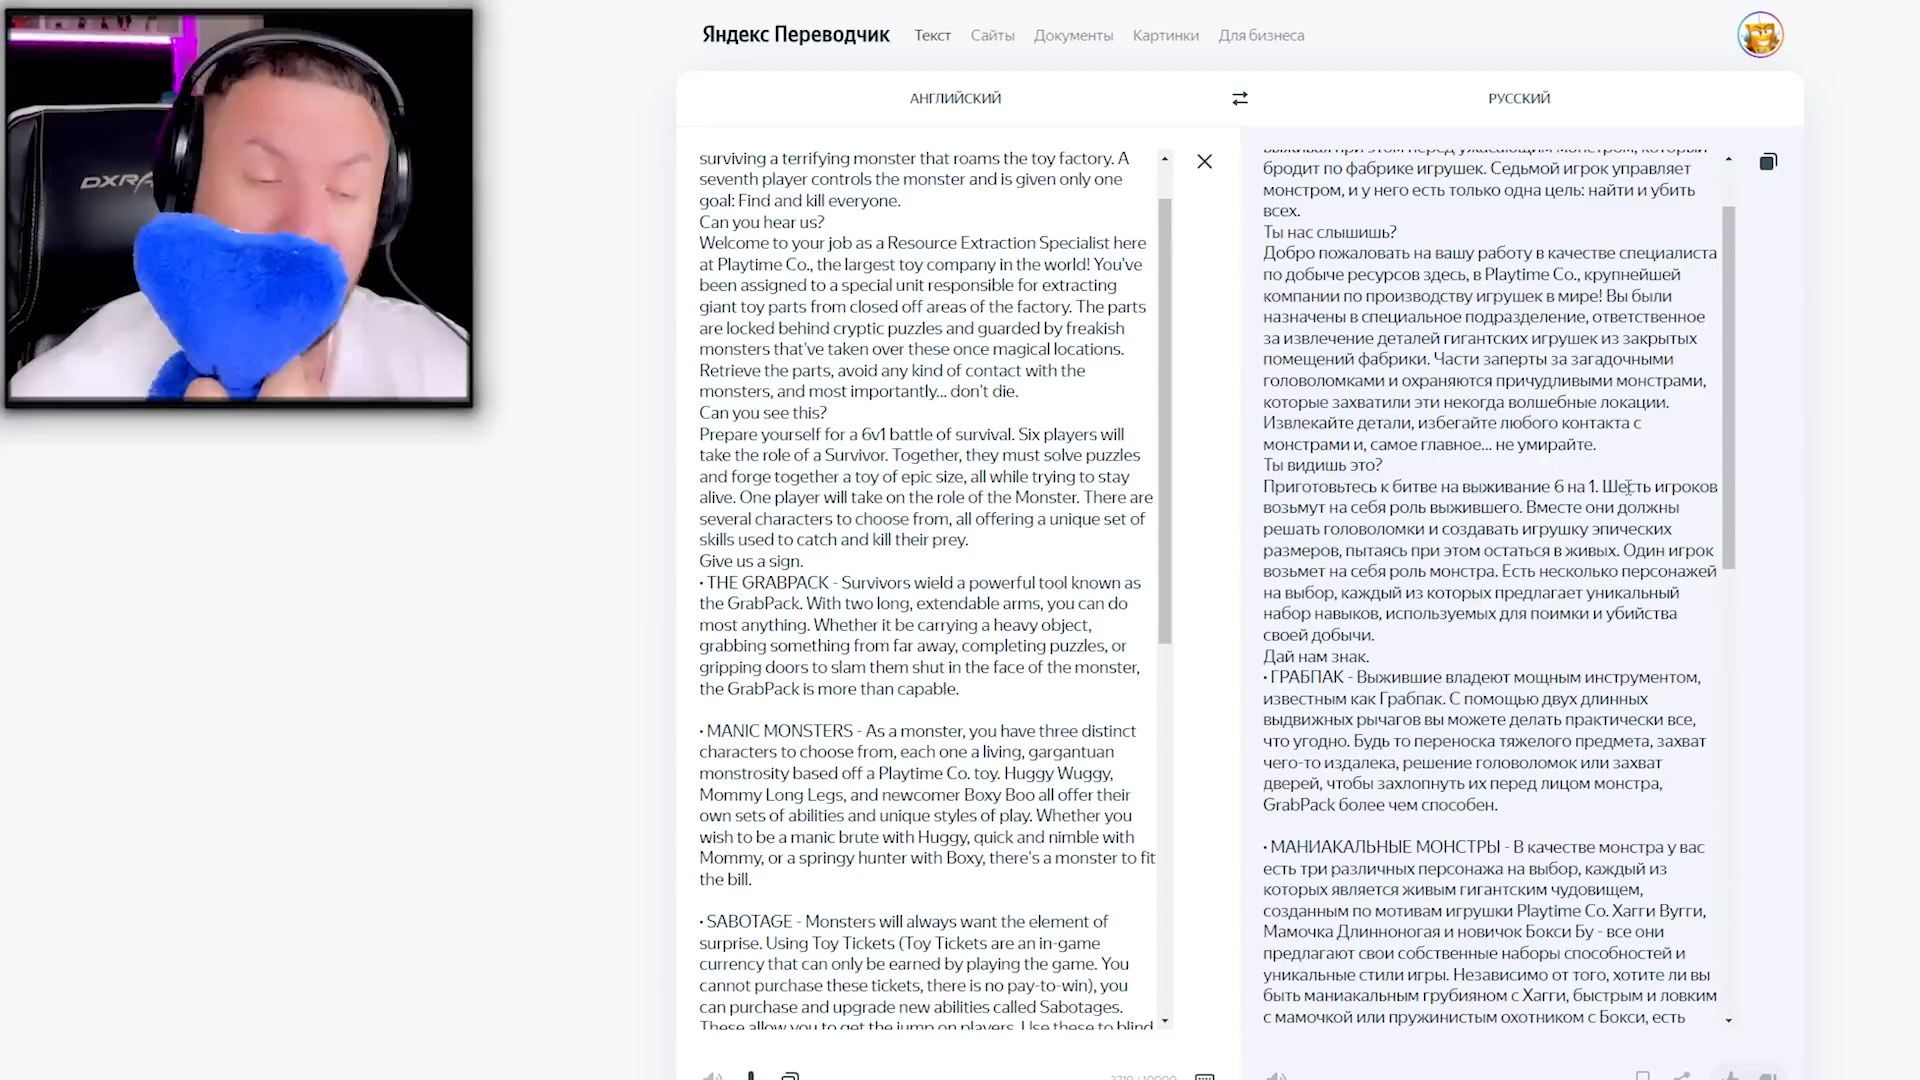 Яндекс Переводчик
Текст
Сайты
Документы
Картинки
Для бизнеса
АНГЛИЙСКИЙ
РУССКИЙ
DXRA
surviving a terrifying monster that roams the toy factory. A
seventh player controls the monster and is given only one
goal: Find and kill everyone.
Can you hear us?
Welcome to your job as a Resource Extraction Specialist here
at Playtime Co., the largest toy company in the world! You've
been assigned to a special unit responsible for extracting
giant toy parts from closed off areas of the factory. The parts
are locked behind cryptic puzzles and guarded by freakish
monsters that've taken over these once magical locations.
Retrieve the parts, avoid any kind of contact with the
monsters, and most importantly... don't die.
Can you see this?
Prepare yourself for a 6v1 battle of survival. Six players will
take the role of a Survivor. Together, they must solve puzzles
and forge together a toy of epic size, all while trying to stay
alive. One player will take on the role of the Monster. There are
several characters to choose from, all offering a unique set of
skills used to catch and kill their prey.
Give us a sign.
• THE GRABPACK - Survivors wield a powerful tool known as
the GrabPack. With two long, extendable arms, you can do
most anything. Whether it be carrying a heavy object,
grabbing something from far away, completing puzzles, or
gripping doors to slam them shut in the face of the monster,
the GrabPack is more than capable.
• MANIC MONSTERS - As a monster, you have three distinct
characters to choose from, each one a living, gargantuan
monstrosity based off a Playtime Co. toy. Huggy Wuggy,
Mommy Long Legs, and newcomer Boxy Boo all offer their
own sets of abilities and unique styles of play. Whether you
wish to be a manic brute with Huggy, quick and nimble with
Mommy, or a springy hunter with Boxy, there's a monster to fit
the bill.
• SABOTAGE - Monsters will always want the element of
surprise. Using Toy Tickets (Toy Tickets are an in-game
currency that can only be earned by playing the game. You
cannot purchase these tickets, there is no pay-to-win), you
can purchase and upgrade new abilities called Sabotages.
These allow you to get the jump on players. Use these to blind
выживая при этом перед ужасающим монстром, который
бродит по фабрике игрушек. Седьмой игрок управляет
монстром, и у него есть только одна цель: найти и убить
всех.
Ты нас слышишь?
Добро пожаловать на вашу работу в качестве специалиста
по добыче ресурсов здесь, в Playtime Co., крупнейшей
компании по производству игрушек в мире! Вы были
назначены в специальное подразделение, ответственное
за извлечение деталей гигантских игрушек из закрытых
помещений фабрики. Части заперты за загадочными
головоломками и охраняются причудливыми монстрами,
которые захватили эти некогда волшебные локации.
Извлекайте детали, избегайте любого контакта с
монстрами и, самое главное... не умирайте.
Ты видишь это?
Приготовьтесь к битве на выживание 6 на 1. Шесть игроков
возьмут на себя роль выжившего. Вместе они должны
решать головоломки и создавать игрушку эпических
размеров, пытаясь при этом остаться в живых. Один игрок
возьмет на себя роль монстра. Есть несколько персонажей
на выбор, каждый из которых предлагает уникальный
набор навыков, используемых для поимки и убийства
своей добычи.
Дай нам знак.
• ГРАБПАК - Выжившие владеют мощным инструментом,
известным как Грабпак. С помощью двух длинных
выдвижных рычагов вы можете делать практически все,
что угодно. Будь то переноска тяжелого предмета, захват
чего-то издалека, решение головоломок или захват
дверей, чтобы захлопнуть их перед лицом монстра,
GrabPack более чем способен.
• МАНИАКАЛЬНЫЕ МОНСТРЫ - В качестве монстра у вас
есть три различных персонажа на выбор, каждый из
которых является живым гигантским чудовищем,
созданным по мотивам игрушки Playtime Co. Хагги Вугги,
Мамочка Длинноногая и новичок Бокси Бу - все они
предлагают свои собственные наборы способностей и
уникальные стили игры. Независимо от того, хотите ли вы
быть маниакальным грубияном с Хагги, быстрым и ловким
с мамочкой или пружинистым охотником с Бокси, есть